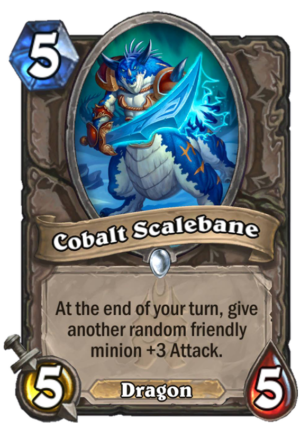 5
Cobalt Scalebane
At the end of your turn, give
another random friendly
minion +3 Attack.
5 Dragon 5